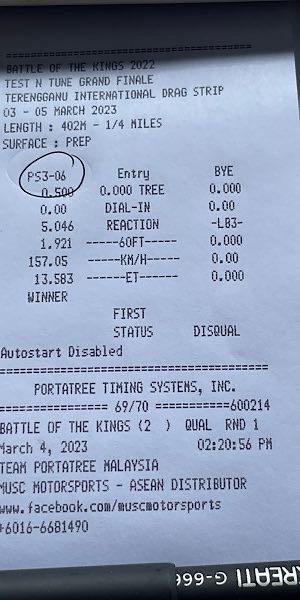 ==========================================
BATTLE OF THE KINGS 2022
TEST N TUNE GRAND FINALE
TERENGGANU INTERNATIONAL DRAG STRIP
03 - 05 MARCH 2023
LENGTH : 402M - 1/4 MILES
SURFACE : PREP
PS3-06 Entry BYE
0.500 0.000 TREE 0.000
0.00 DIAL-IN 0.00
5.046 REACTION -LB3-
1.921 -----60FT----- 0.000
157.05 -----KM/H----- 0.00
13.583 ------ET------ 0.000
WINNER
FIRST
STATUS DISQUAL
Autostart Disabled
==========================================
PORTATREE TIMING SYSTEMS, INC.
================ 69/70 ===========600214
BATTLE OF THE KINGS (2 ) QUAL RND 1
March 4, 2023 02:20:56 PM
TEAM PORTATREE MALAYSIA
MUSC MOTORSPORTS - ASEAN DISTRIBUTOR
www.facebook.com/muscmotorsports
+6016-6681490